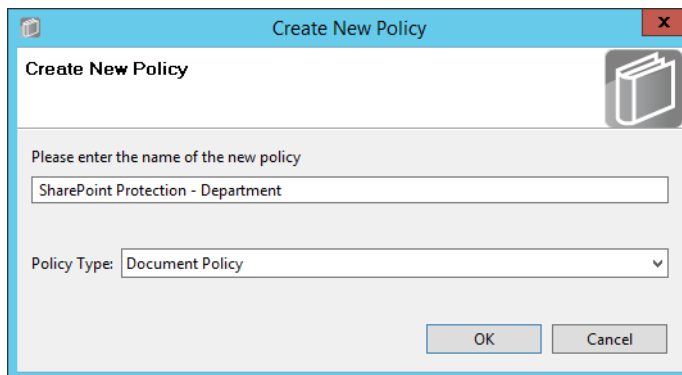 Create New Policy
Create New Policy
Please enter the name of the new policy
SharePoint Protection - Department
Policy Type: Document Policy
OK Cancel